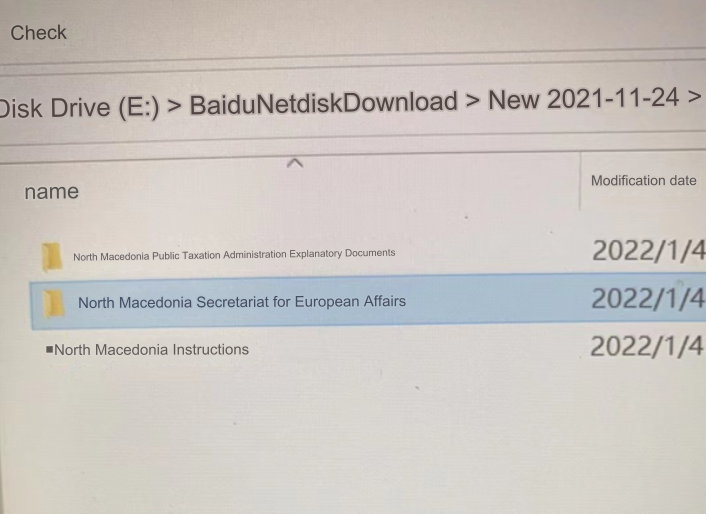 Check
Disk Drive (E:) > BaiduNetdiskDownload > New 2021-11-24 >
name
Modification date
North Macedonia Public Taxation Administration Explanatory Documents
2022/1/4
North Macedonia Secretariat for European Affairs
2022/1/4
North Macedonia Instructions
2022/1/4